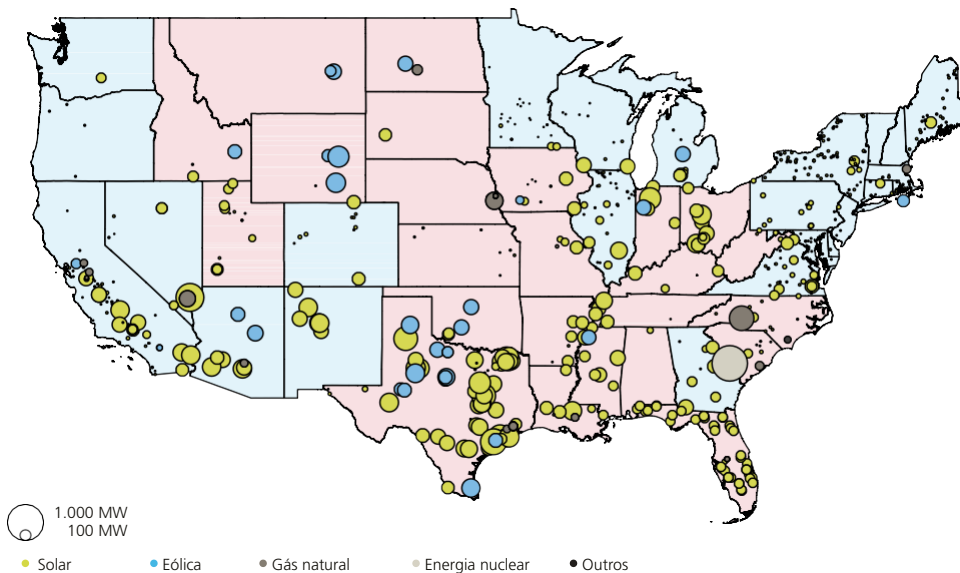 1.000 MW
100 MW
Solar
Eólica
Gás natural
Energia nuclear
Outros